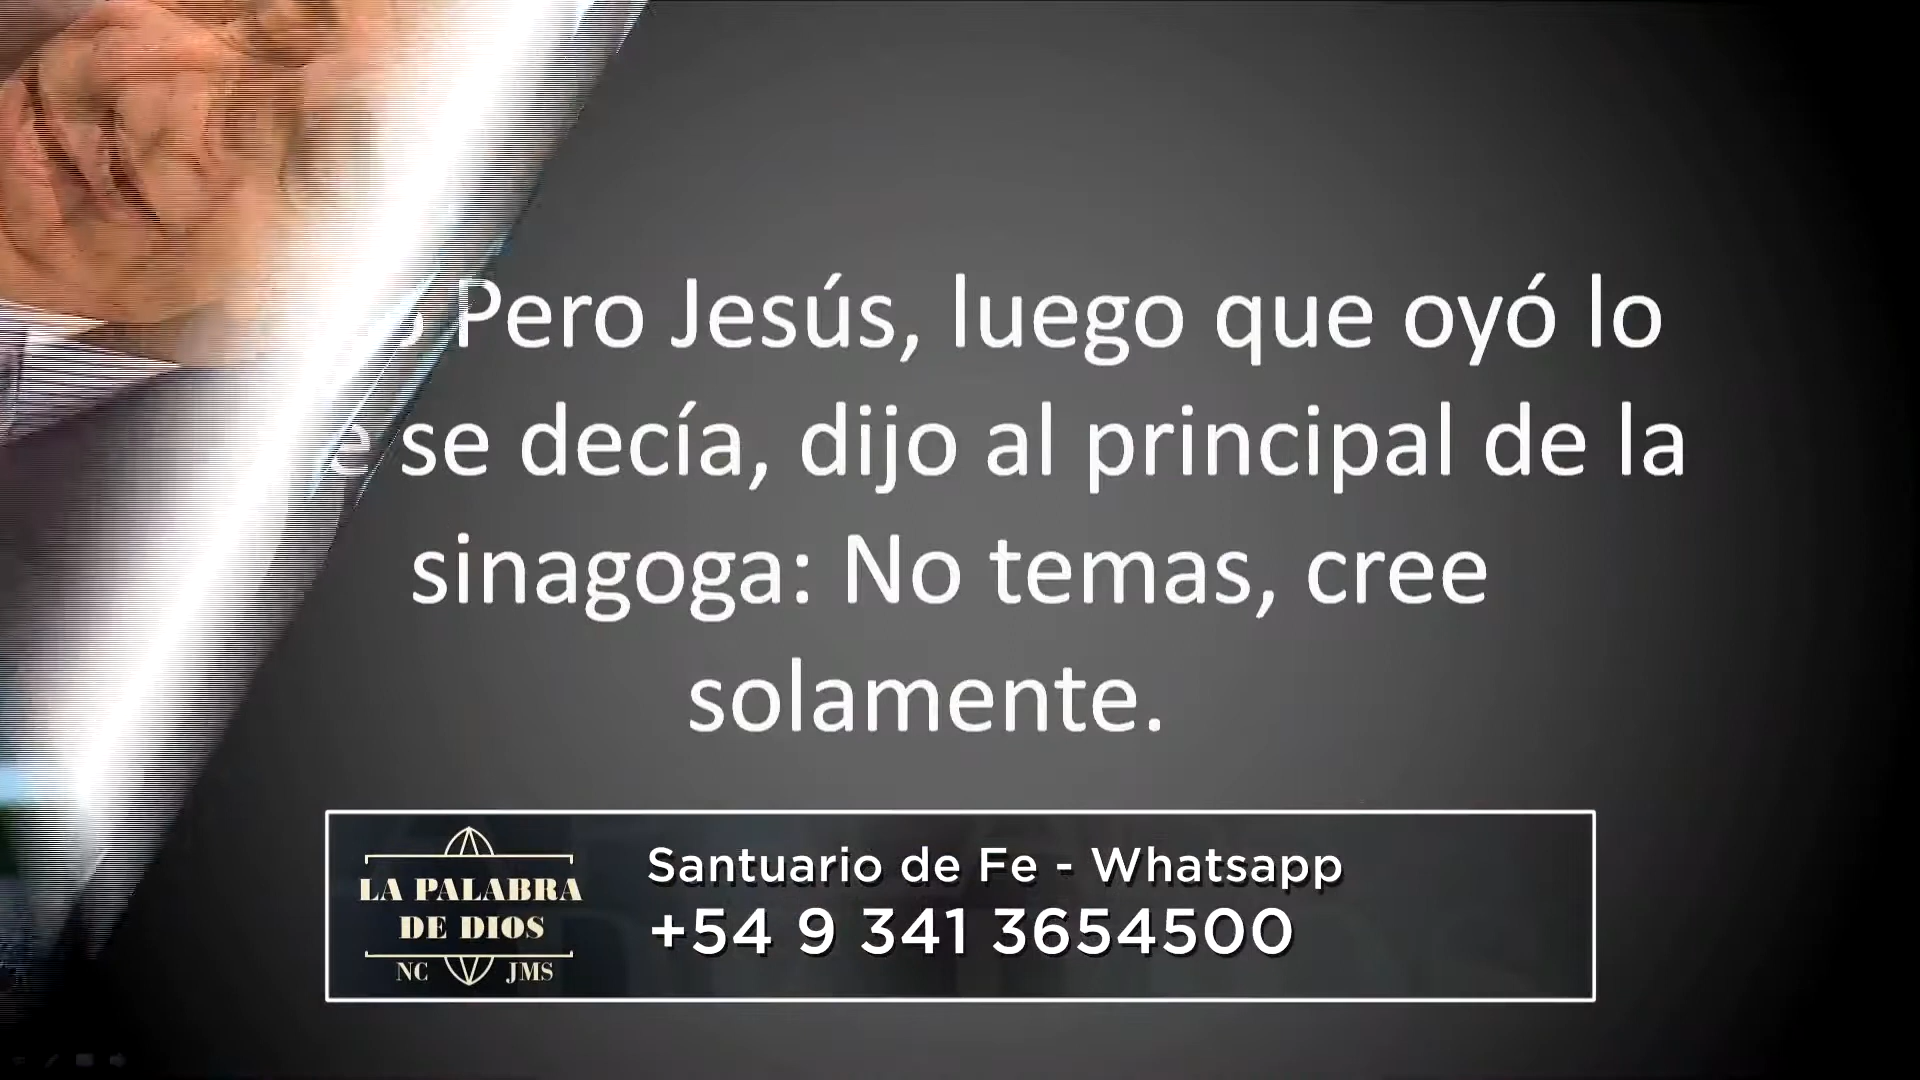 Pero Jesús, luego que oyó lo
se decía, dijo al principal de la
sinagoga: No temas, cree
solamente.
LA PALABRA
DE DIOS
NC JMS
Santuario de Fe - Whatsapp
+54 9 341 3654500